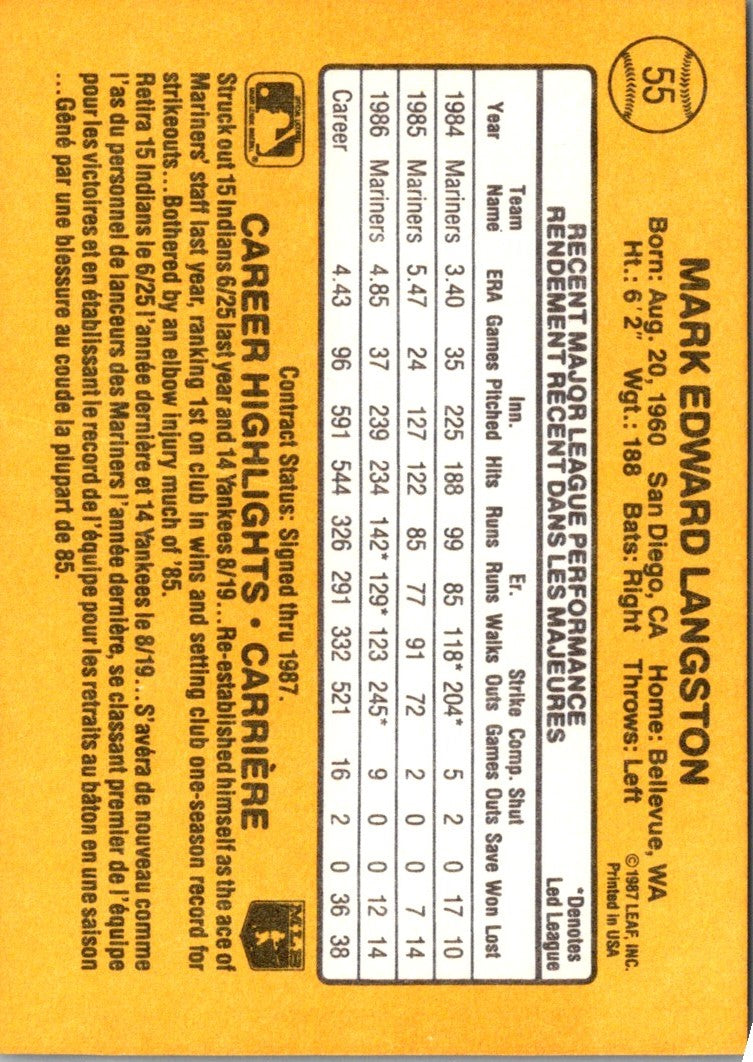 55
MARK EDWARD LANGSTON
Born: Aug. 20, 1960 San Diego, CA Home: Bellevue, WA
Ht.: 6'2" Wgt.: 188 Bats: Right Throws: Left
©1987 LEAF, INC.
Printed in USA
RECENT MAJOR LEAGUE PERFORMANCE
RENDEMENT RECENT DANS LES MAJEURES
*Denotes
Led League
Team Inn. Er. Strike Comp. Shut
Year Name ERA Games Pitched Hits Runs Runs Walks Outs Games Outs Save Won Lost
1984 Mariners 3.40 35 225 188 99 85 118* 204* 5 2 0 17 10
1985 Mariners 5.47 24 127 122 85 77 91 72 2 0 0 7 14
1986 Mariners 4.85 37 239 234 142* 129* 123 245* 9 0 0 12 14
Career 4.43 96 591 544 326 291 332 521 16 2 0 36 38
Contract Status: Signed thru 1987.
CAREER HIGHLIGHTS • CARRIÈRE
MLB
Struck out 15 Indians 6/25 last year and 14 Yankees 8/19...Re-established himself as the ace of
Mariners' staff last year, ranking 1st on club in wins and setting club one-season record for
strikeouts...Bothered by an elbow injury much of '85.
Retira 15 Indians le 6/25 l'année dernière et 14 Yankees le 8/19... S'avéra de nouveau comme
l'as du personnel de lanceurs des Mariners l'année dernière, se classant premier de l'équipe
pour les victoires et en établissant le record de l'équipe pour les retraits au bâton en une saison
...Gêné par une blessure au coude la plupart de 85.